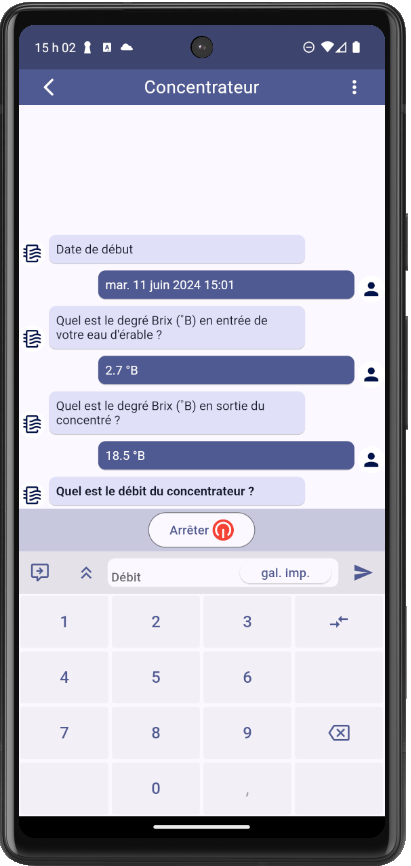 15 h 02
Concentrateur
Date de début
mar. 11 juin 2024 15:01
Quel est le degré Brix (°B) en entrée de
votre eau d'érable ?
2.7 °B
Quel est le degré Brix (°B) en sortie du
concentré ?
18.5 °B
Quel est le débit du concentrateur ?
Arrêter
Débit gal. imp.
1 2 3
4 5 6
7 8 9
0 ,